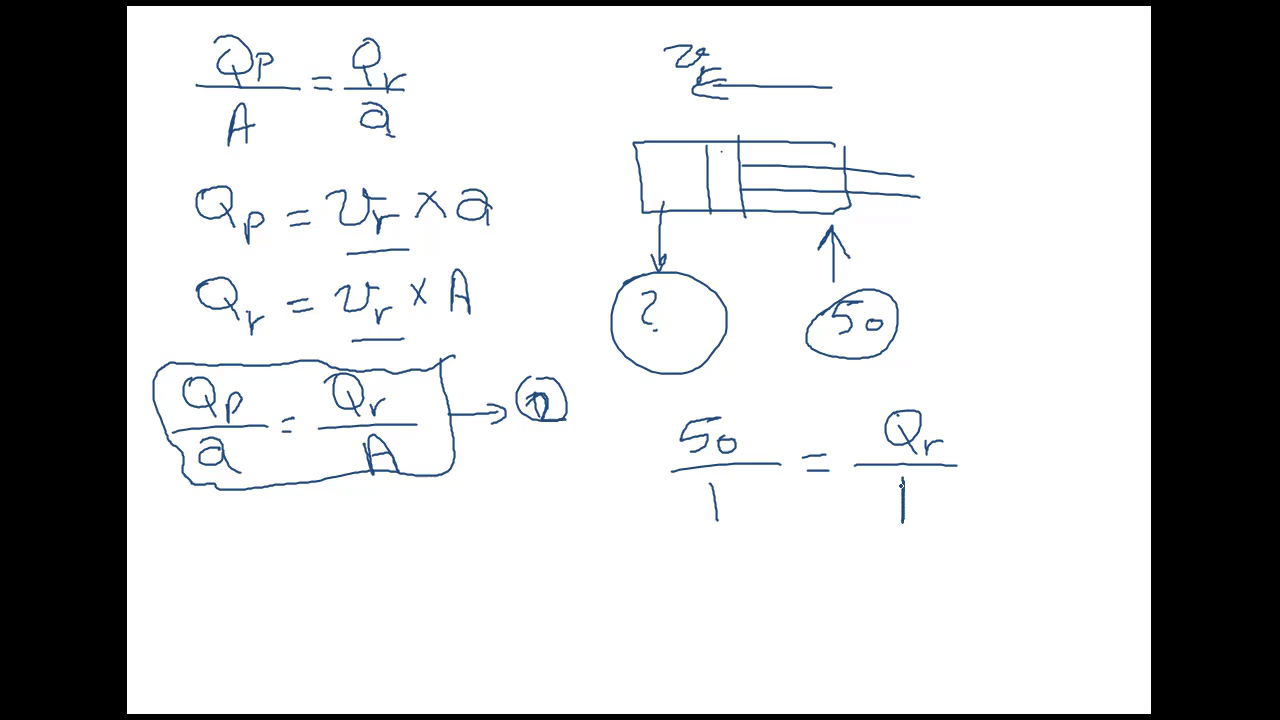 Qp/A = Qr/a
Qp = vr × a
Qr = vr × A
Qp/a = Qr/A →
vr
?
50
50/1 = Qr/1